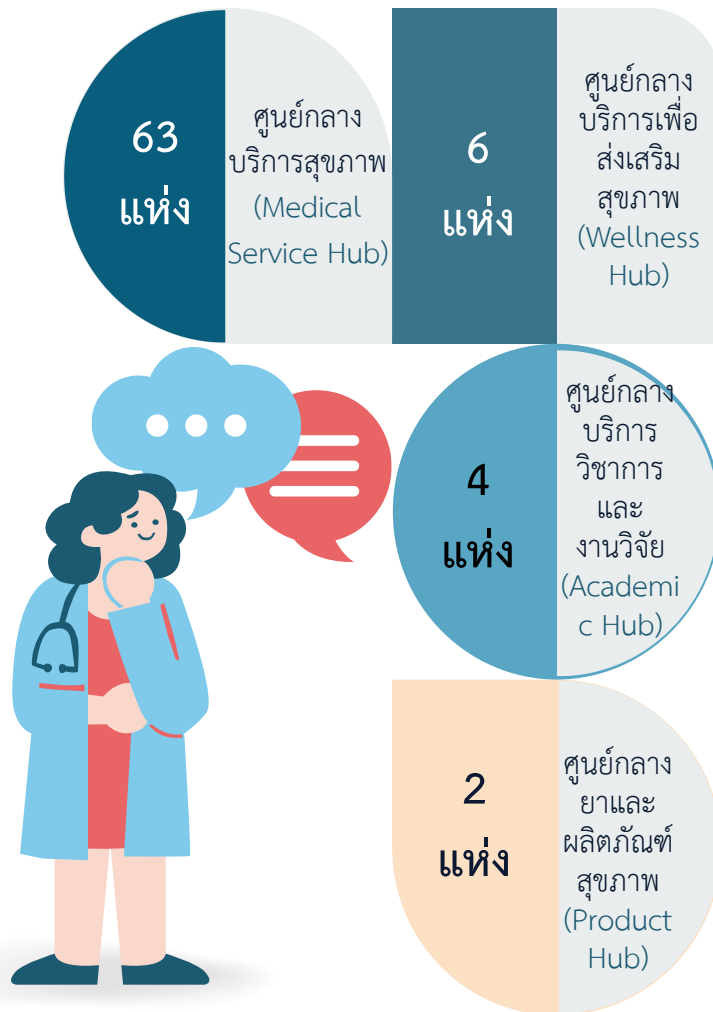 63
แห่ง
ศูนย์กลาง
บริการสุขภาพ
(Medical
Service Hub)
6
แห่ง
ศูนย์กลาง
บริการเพื่อ
ส่งเสริม
สุขภาพ
(Wellness
Hub)
4
แห่ง
ศูนย์กลาง
บริการ
วิชาการ
และ
งานวิจัย
(Academi
c Hub)
2
แห่ง
ศูนย์กลาง
ยาและ
ผลิตภัณฑ์
สุขภาพ
(Product
Hub)